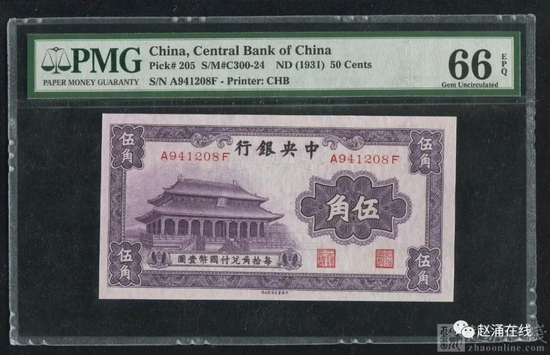 PMG
PAPER MONEY GUARANTY
China, Central Bank of China
Pick# 205 S/M#C300-24 ND (1931) 50 Cents
S/N A941208F - Printer: CHB
66 EPQ
Gem Uncirculated
伍角
伍角
行銀央中
A941208F
A941208F
角伍
圓壹幣國付兌角拾每
伍角
伍角
赵涌在线
zhaoonline.com